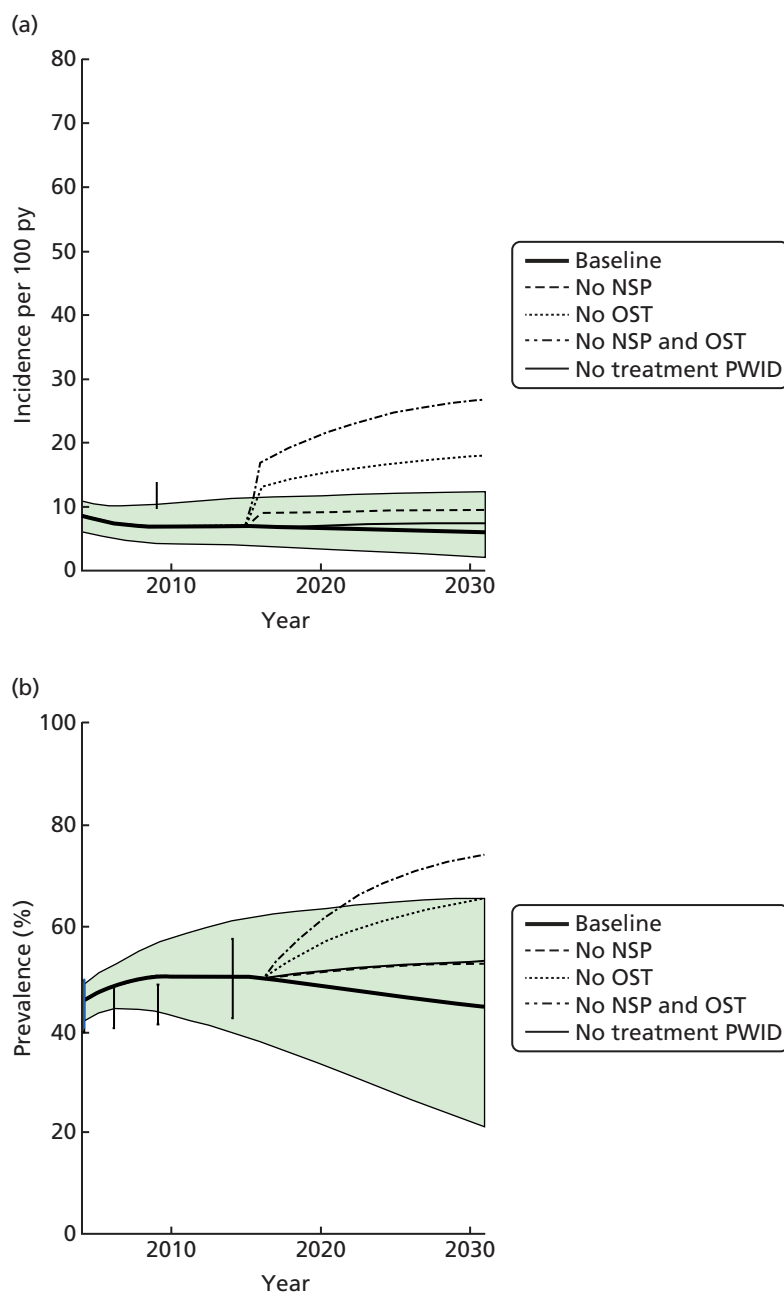 (a)
80
70
60
50
40
30
20
10
0
Incidence per 100 py
2010
2020
2030
Year
Baseline
No NSP
No OST
No NSP and OST
No treatment PWID
(b)
100
80
60
40
20
0
Prevalence (%)
2010
2020
2030
Year
Baseline
No NSP
No OST
No NSP and OST
No treatment PWID